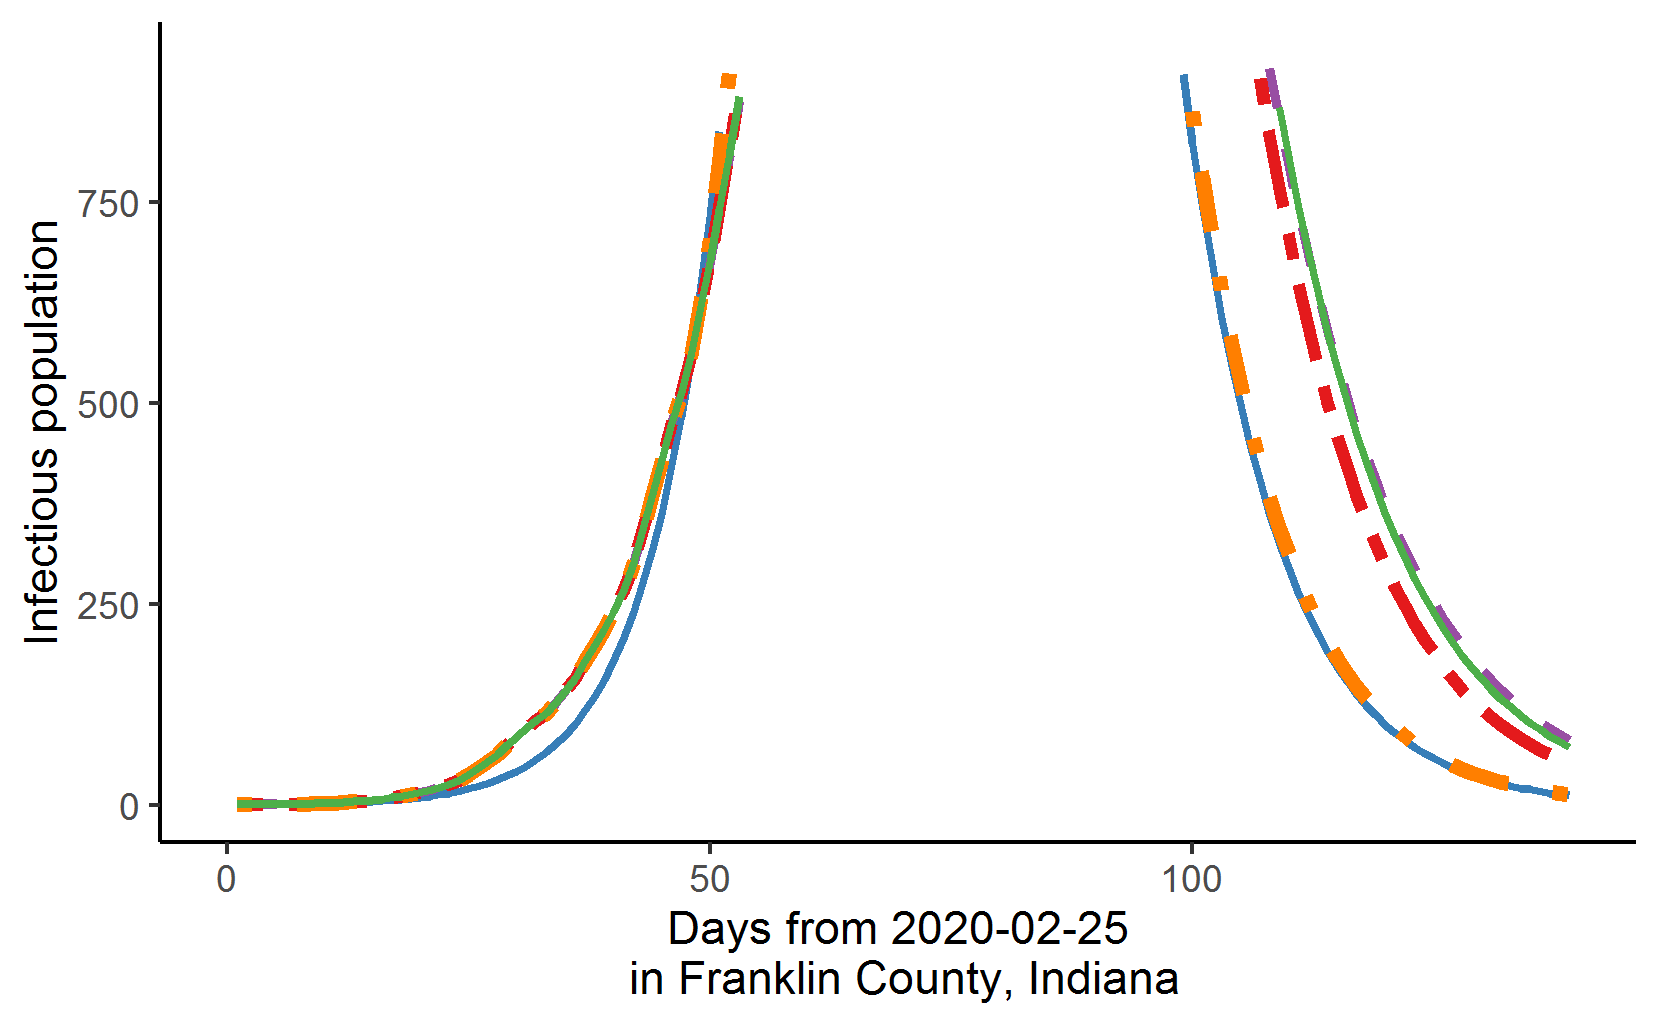 Infectious population
750
500
250
0
0 50 100
Days from 2020-02-25
in Franklin County, Indiana